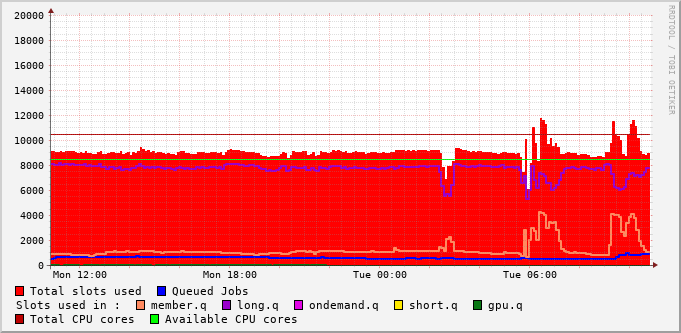 20000
18000
16000
14000
12000
10000
8000
6000
4000
2000
0
Mon 12:00 Mon 18:00 Tue 00:00 Tue 06:00
RRDTOOL / TOBI OETIKER
Total slots used Queued Jobs
Slots used in : member.q long.q ondemand.q short.q gpu.q
Total CPU cores Available CPU cores